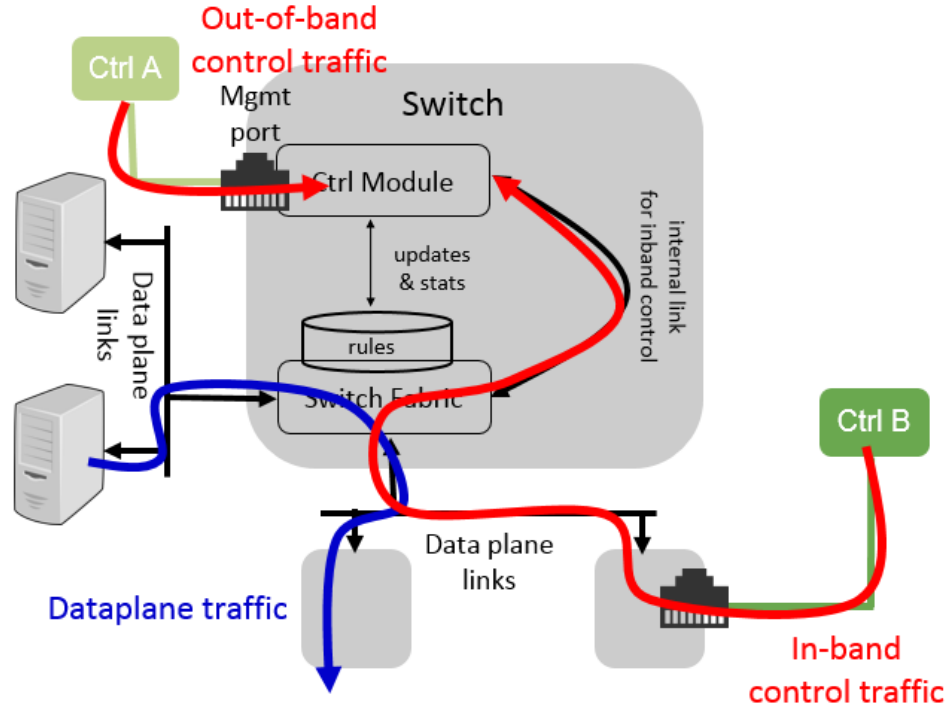 Out-of-band
control traffic
Ctrl A
Mgmt
port
Switch
Ctrl Module
updates
& stats
internal link
for inband control
Data plane
links
rules
Switch Fabric
Ctrl B
Data plane
links
Dataplane traffic
In-band
control traffic